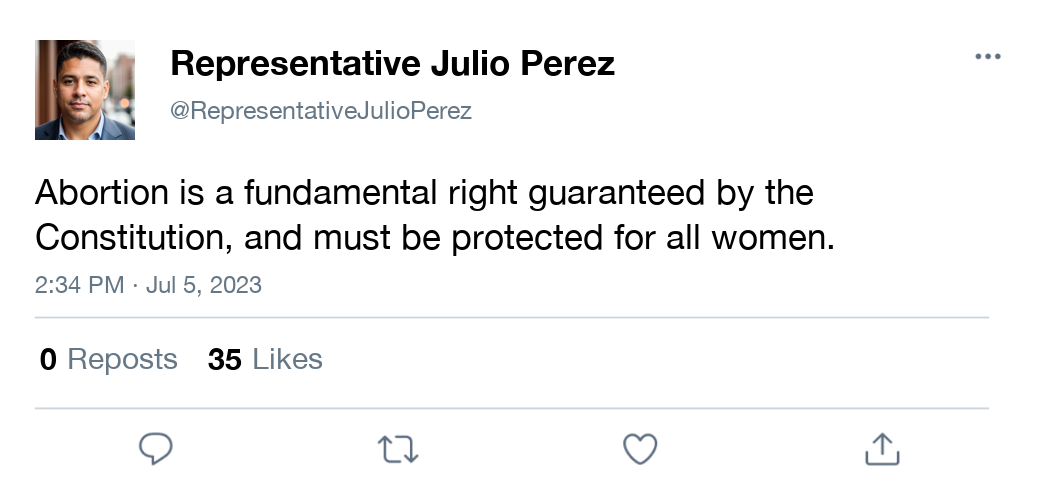 Representative Julio Perez
@RepresentativeJulioPerez
Abortion is a fundamental right guaranteed by the
Constitution, and must be protected for all women.
2:34 PM · Jul 5, 2023
0 Reposts 35 Likes